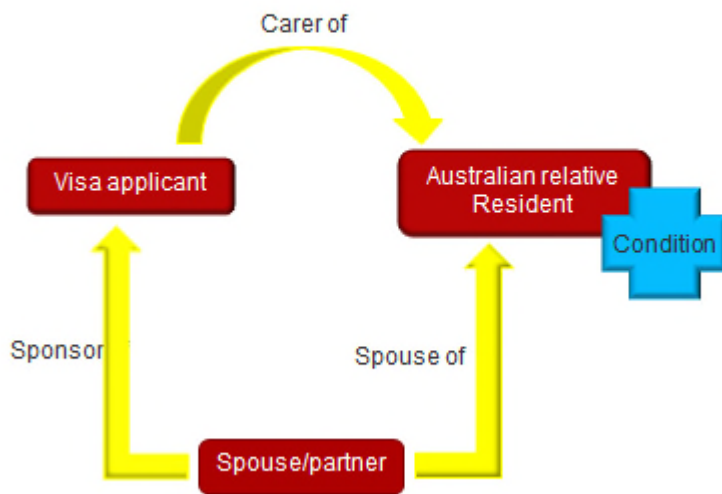 Carer of
Visa applicant
Australian relative
Resident
Condition
Sponsor
Spouse of
Spouse/partner